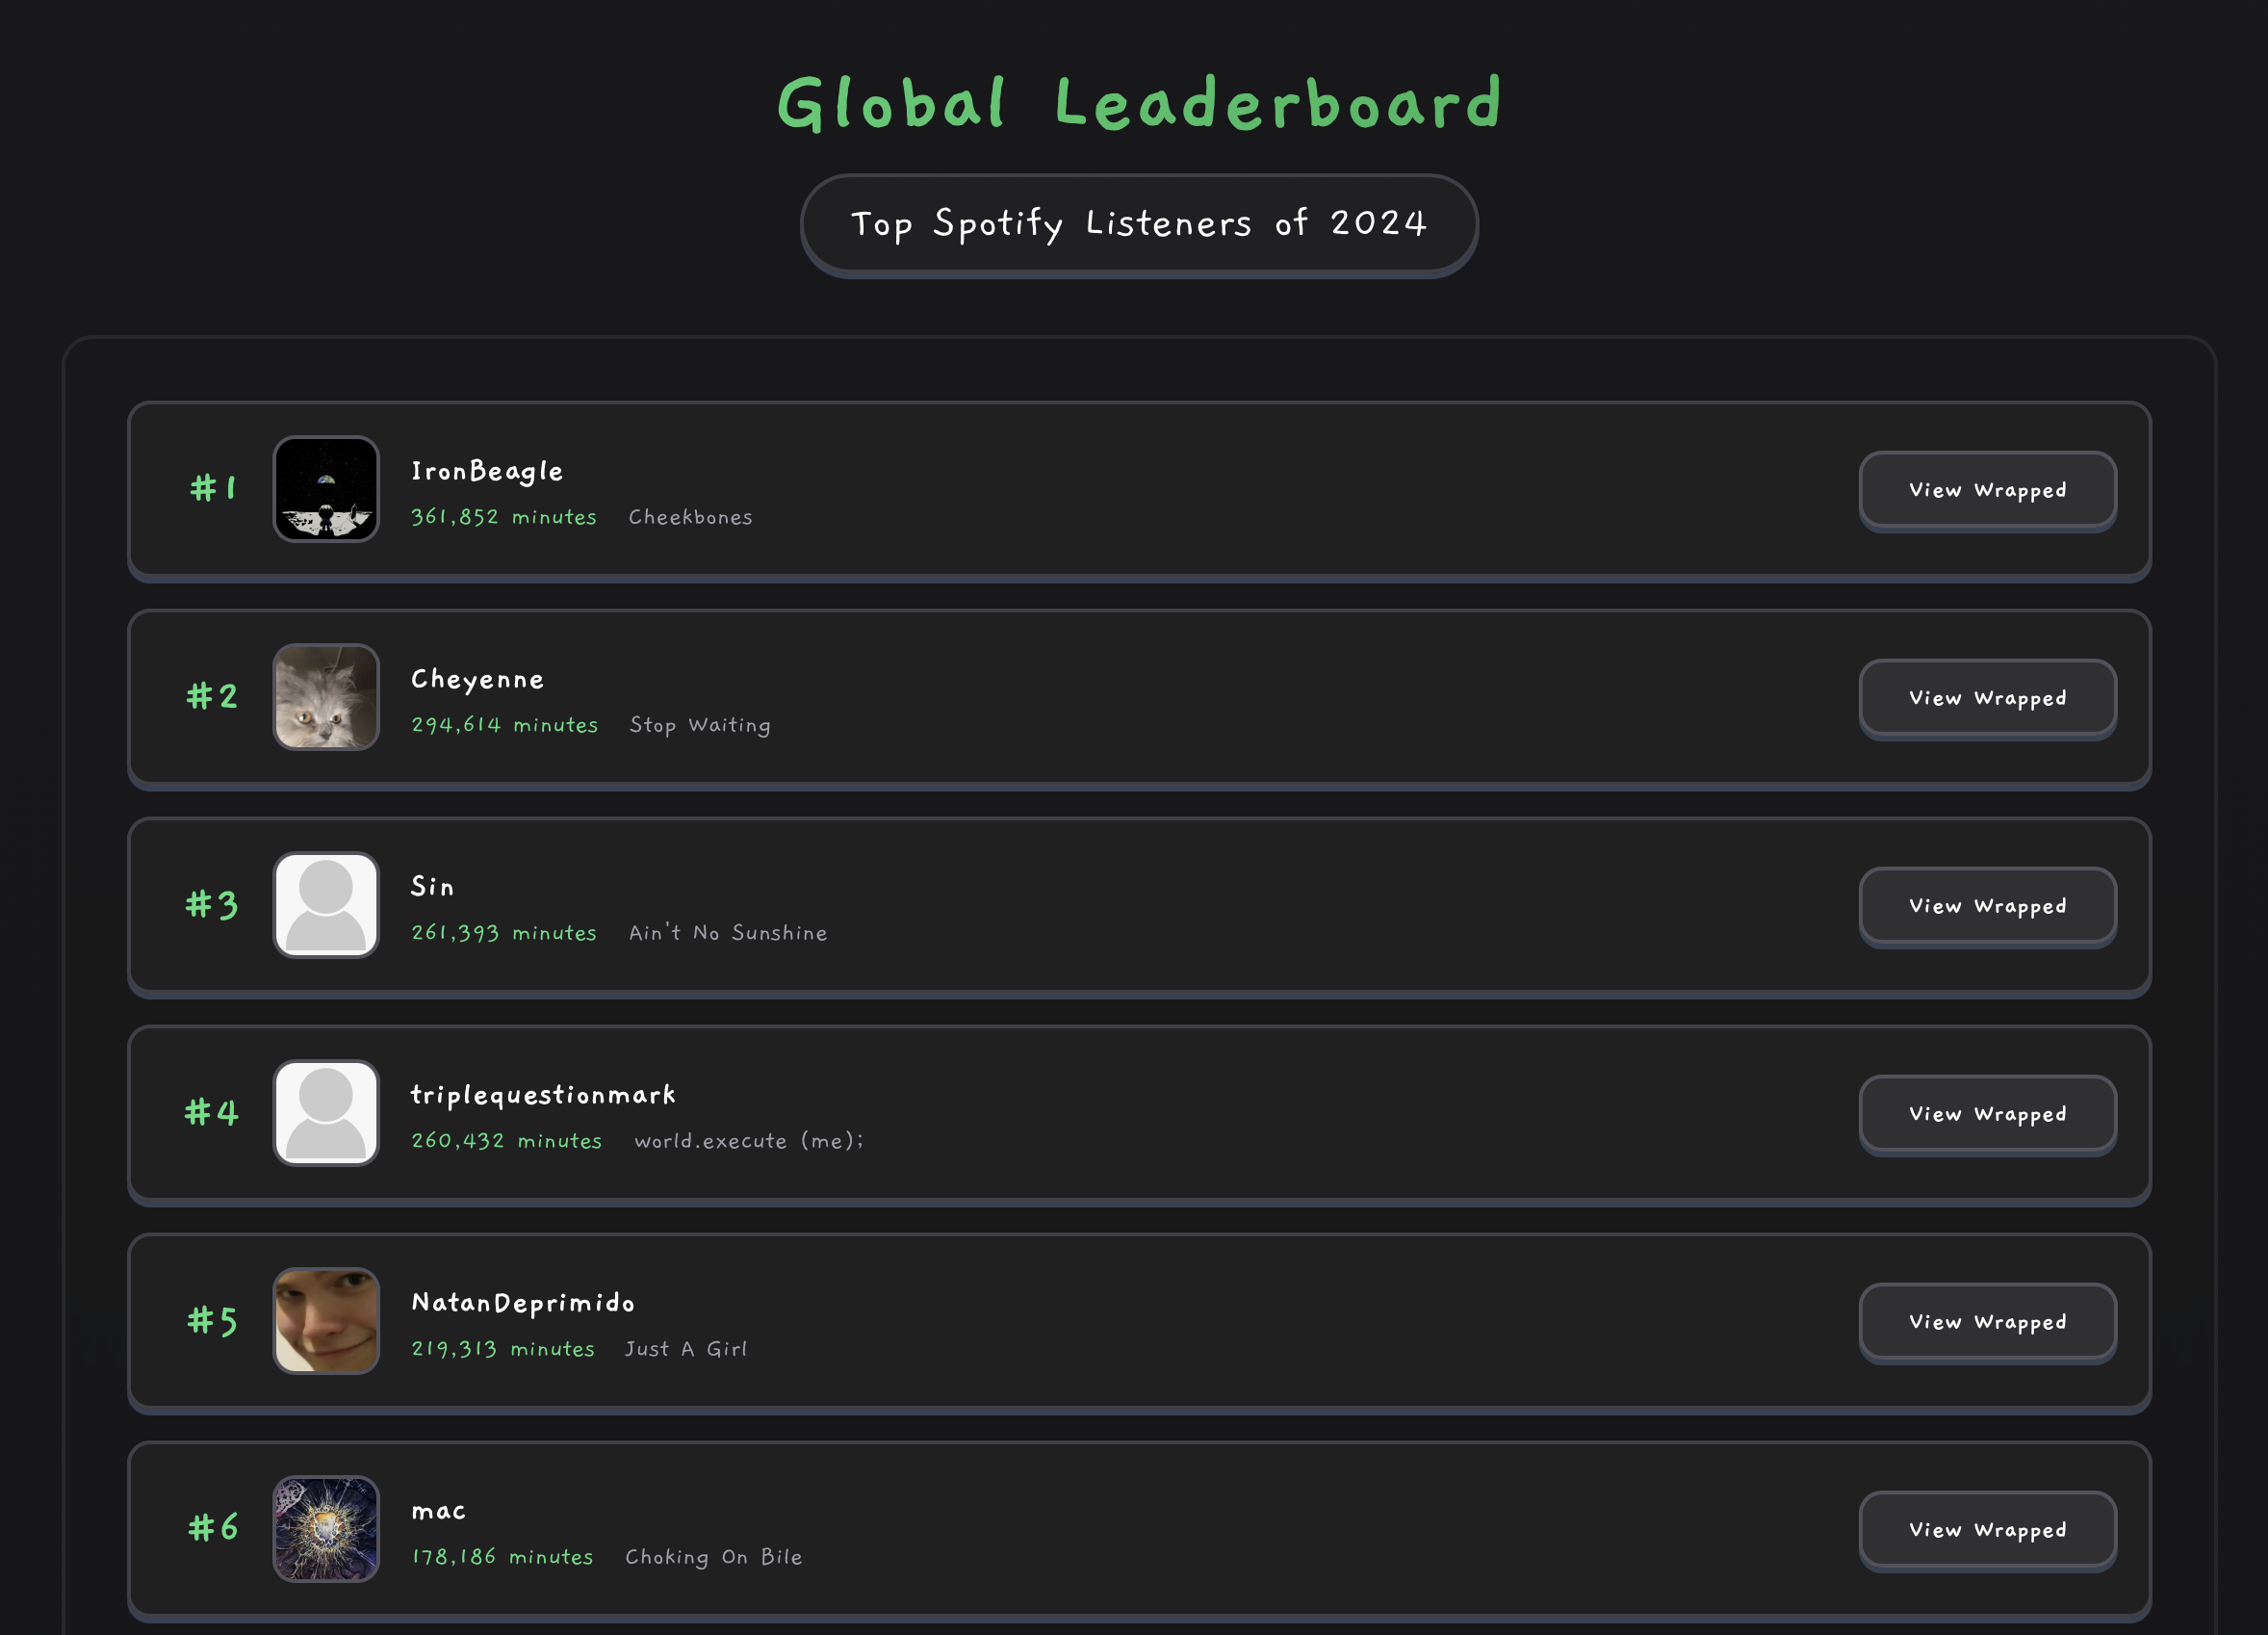 Global Leaderboard
Top Spotify Listeners of 2024
#1
IronBeagle
361,852 minutes Cheekbones
View Wrapped
#2
Cheyenne
294,614 minutes Stop Waiting
View Wrapped
#3
Sin
261,393 minutes Ain't No Sunshine
View Wrapped
#4
triplequestionmark
260,432 minutes world.execute (me);
View Wrapped
#5
NatanDeprimido
219,313 minutes Just A Girl
View Wrapped
#6
mac
178,186 minutes Choking On Bile
View Wrapped